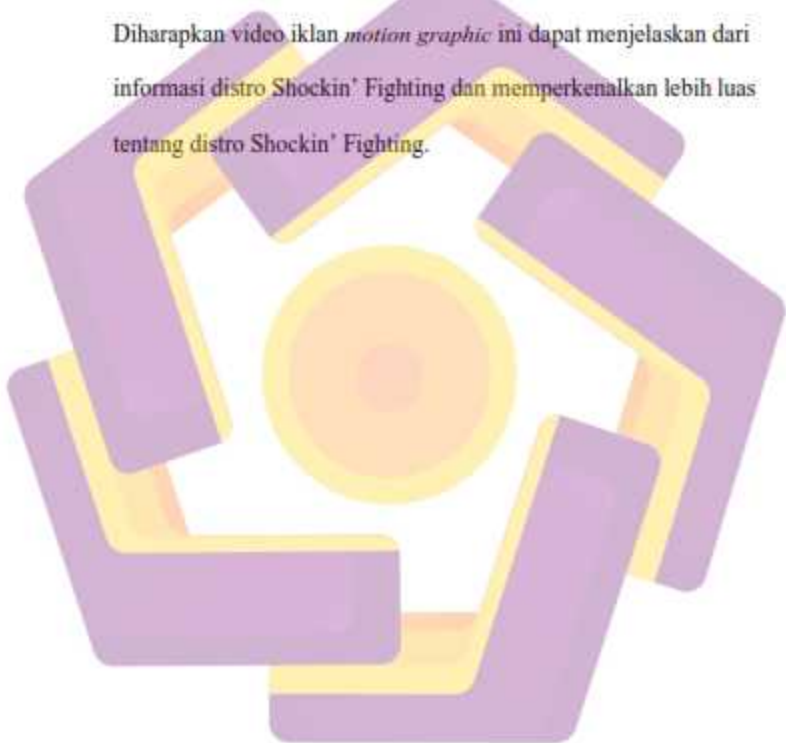 Diharapkan video iklan motion graphic ini dapat menjelaskan dari
informasi distro Shockin’ Fighting dan memperkenalkan lebih luas
tentang distro Shockin’ Fighting.